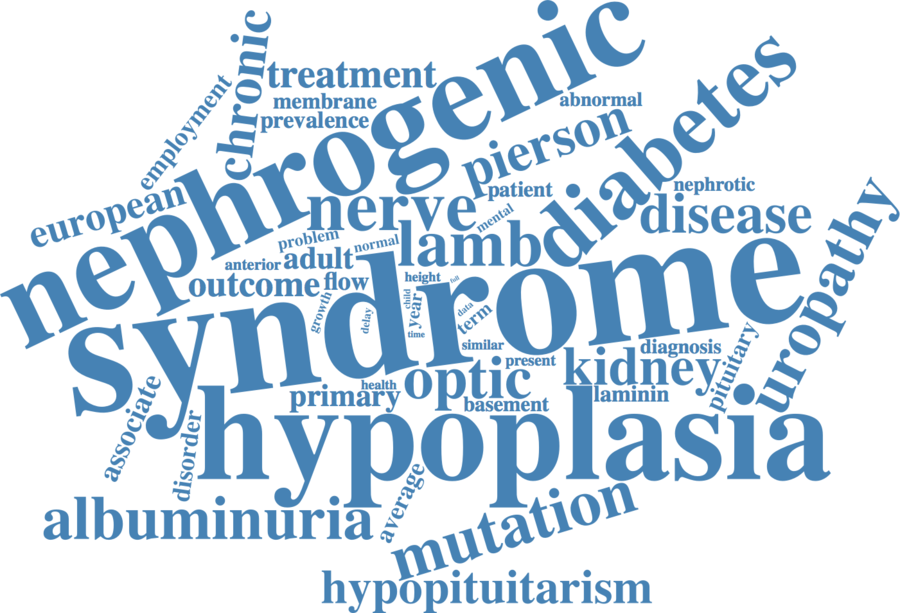 chronic
treatment
employment
membrane
prevalence
nephrogenic
abnormal
diabetes
pierson
european
nerve
patient
nephrotic
mental
disease
problem
normal
lamb
uropathy
anterior
adult
outcome
flow
height
full
syndrome
growth
delay
child
year
time
data
term
similar
present
diagnosis
kidney
pituitary
optic
health
primary
basement
laminin
associate
disorder
hypoplasia
average
albuminuria
mutation
hypopituitarism